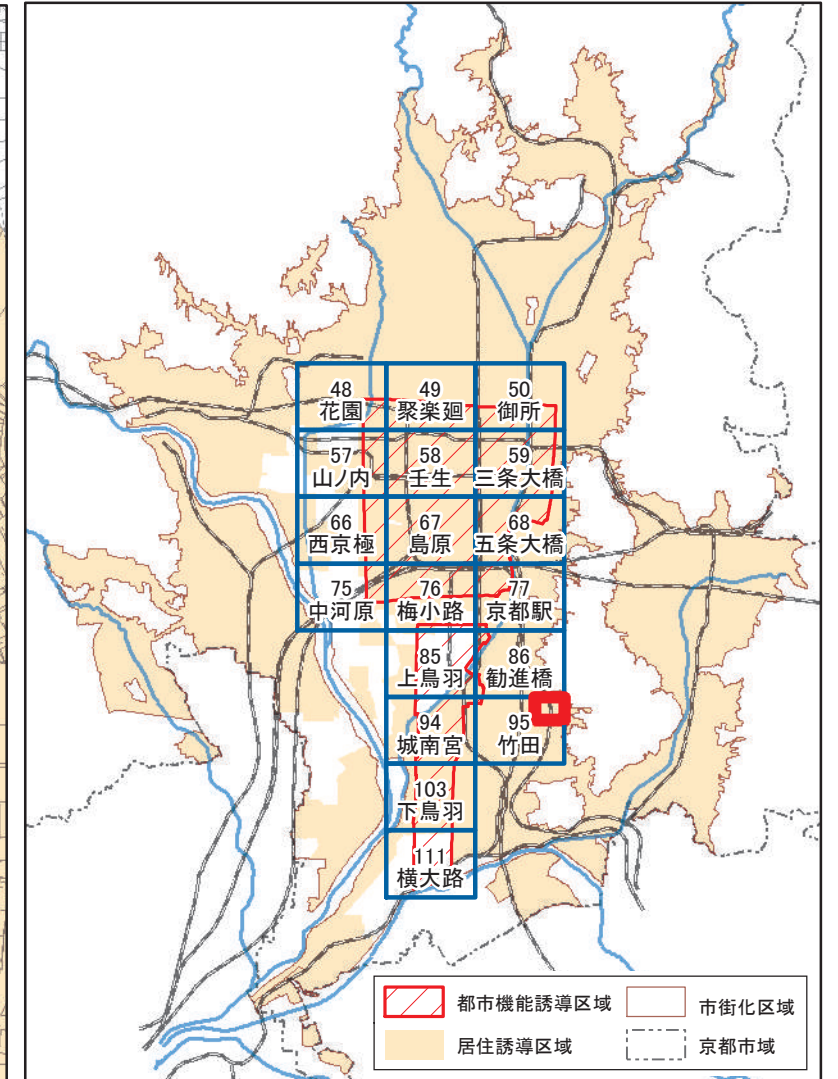 48
花園
49
聚楽廻
50
御所
57
山ノ内
58
壬生
59
三条大橋
66
西京極
67
島原
68
五条大橋
75
中河原
76
梅小路
77
京都駅
85
上鳥羽
86
勧進橋
94
城南宮
95
竹田
103
下鳥羽
111
横大路
都市機能誘導区域
市街化区域
居住誘導区域
京都市域